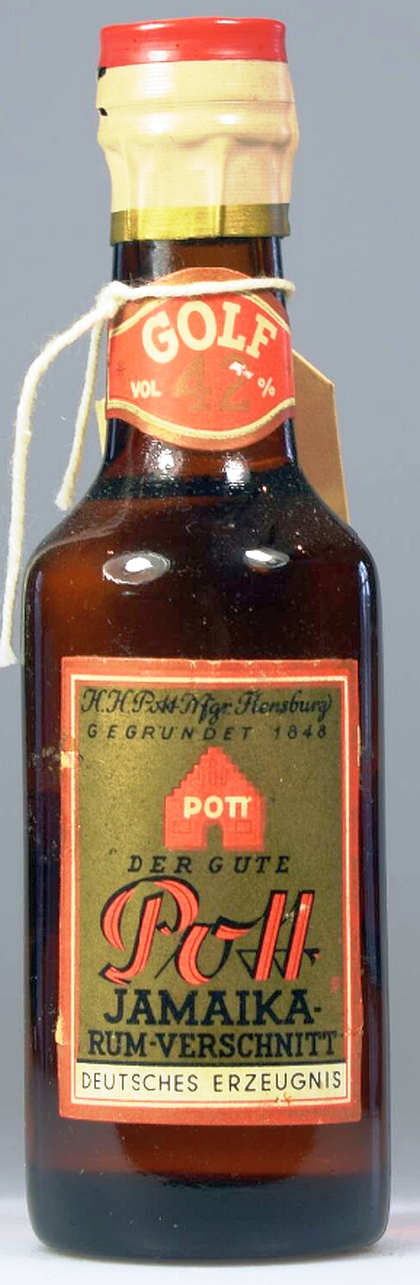 GOLF
VOL 42 %
H.H. Pott Nfgr. Flensburg
GEGRÜNDET 1848
POTT
DER GUTE
Pott
JAMAIKA-
RUM-VERSCHNITT
DEUTSCHES ERZEUGNIS